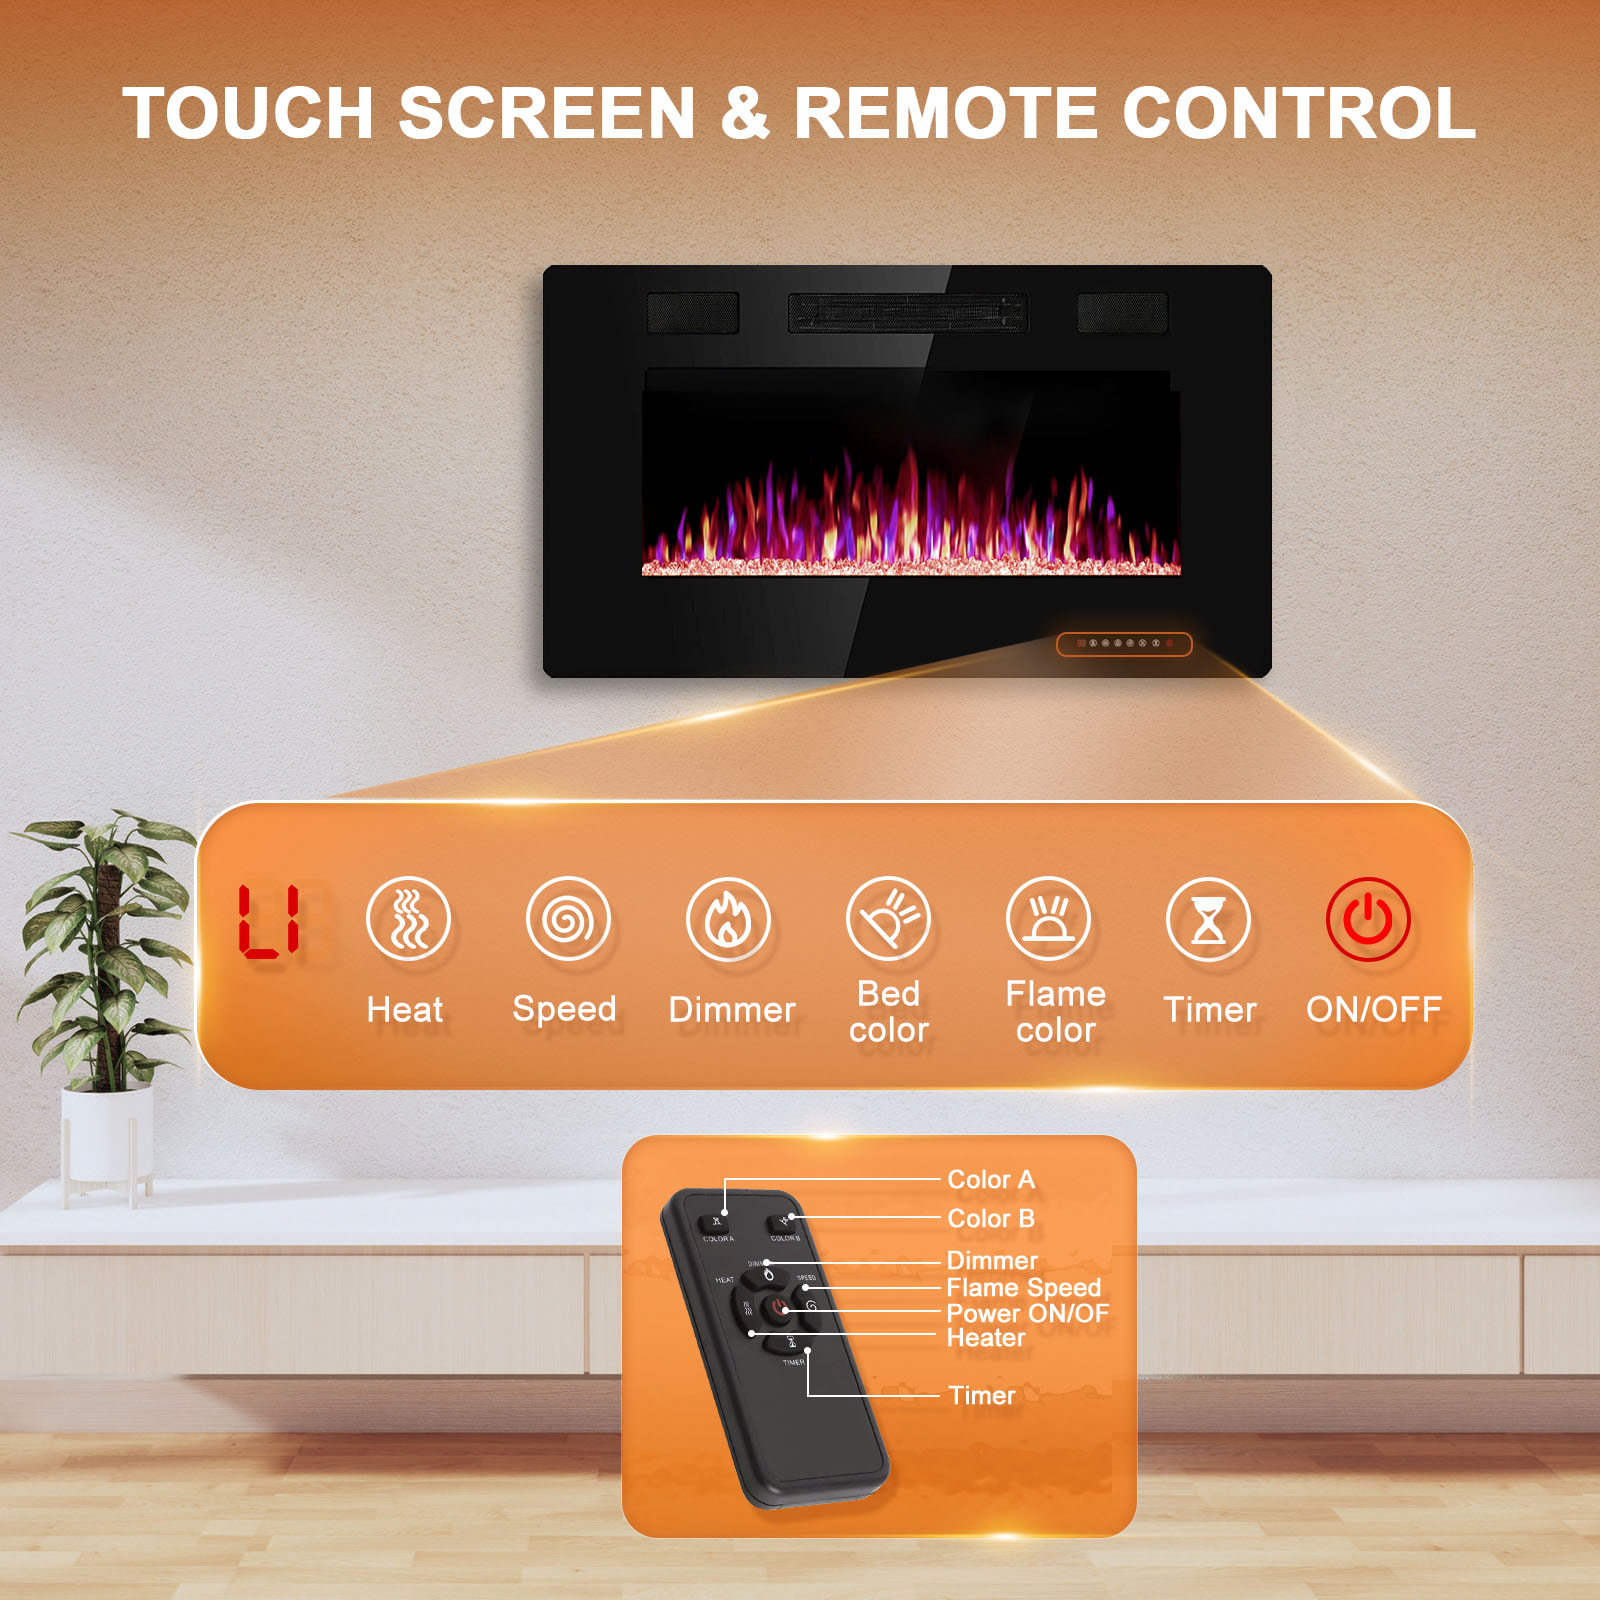 TOUCH SCREEN & REMOTE CONTROL
Heat
Speed
Dimmer
Bed
color
Flame
color
Timer
ON/OFF
Color A
Color B
Dimmer
Flame Speed
Power ON/OF
Heater
Timer
COLOR A
COLOR B
HEAT
SPEED
TIMER